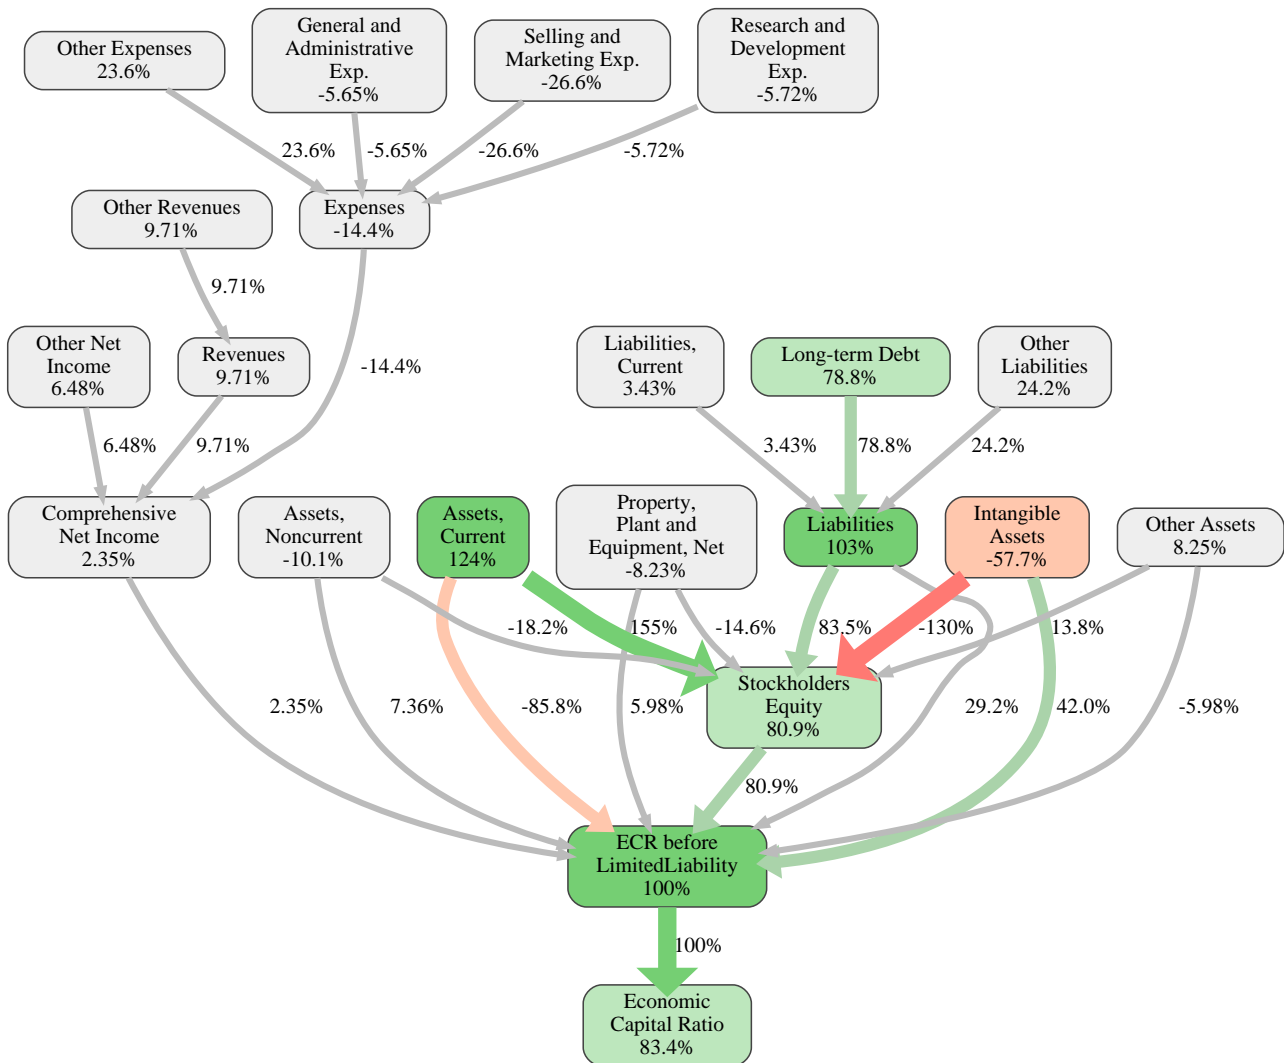 Other Expenses
23.6%
General and
Administrative
Exp.
-5.65%
Selling and
Marketing Exp.
-26.6%
Research and
Development
Exp.
-5.72%
23.6%
-5.65%
-26.6%
-5.72%
Other Revenues
9.71%
Expenses
-14.4%
9.71%
Other Net
Income
6.48%
Revenues
9.71%
-14.4%
Liabilities,
Current
3.43%
Long-term Debt
78.8%
Other
Liabilities
24.2%
6.48%
9.71%
3.43%
78.8%
24.2%
Comprehensive
Net Income
2.35%
Assets,
Noncurrent
-10.1%
Assets,
Current
124%
Property,
Plant and
Equipment, Net
-8.23%
Liabilities
103%
Intangible
Assets
-57.7%
Other Assets
8.25%
-18.2%
155%
-14.6%
83.5%
-130%
13.8%
Stockholders
Equity
80.9%
2.35%
7.36%
-85.8%
5.98%
29.2%
42.0%
-5.98%
80.9%
ECR before
LimitedLiability
100%
100%
Economic
Capital Ratio
83.4%